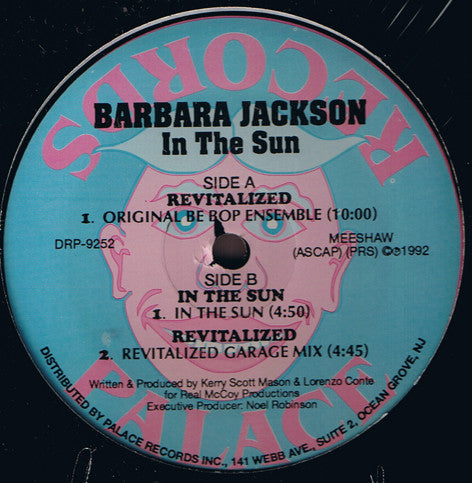 RECORDS
BARBARA JACKSON
In The Sun
SIDE A
REVITALIZED
1. ORIGINAL BE BOP ENSEMBLE (10:00)
DRP-9252
MEESHAW
(ASCAP) (PRS) ©℗1992
SIDE B
IN THE SUN
1. IN THE SUN (4:50)
REVITALIZED
2. REVITALIZED GARAGE MIX (4:45)
Written & Produced by Kerry Scott Mason & Lorenzo Conte
for Real McCoy Productions
Executive Producer: Noel Robinson
PALACE
DISTRIBUTED BY PALACE RECORDS INC., 141 WEBB AVE., SUITE 2, OCEAN GROVE, NJ